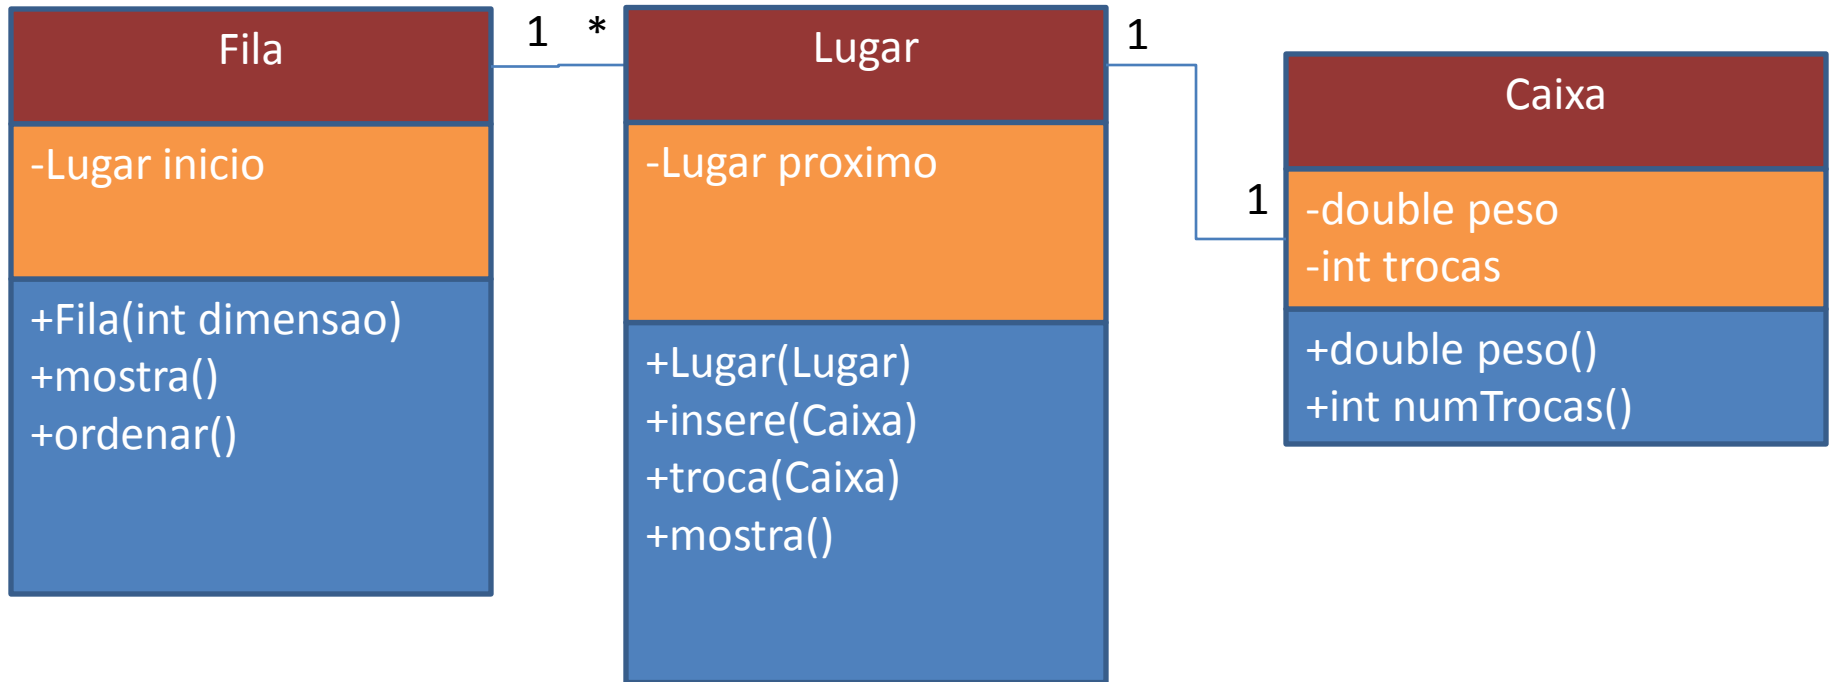 Fila
-Lugar inicio
+Fila(int dimensao)
+mostra()
+ordenar()
1 *
Lugar
-Lugar proximo
+Lugar(Lugar)
+insere(Caixa)
+troca(Caixa)
+mostra()
1
1
Caixa
-double peso
-int trocas
+double peso()
+int numTrocas()